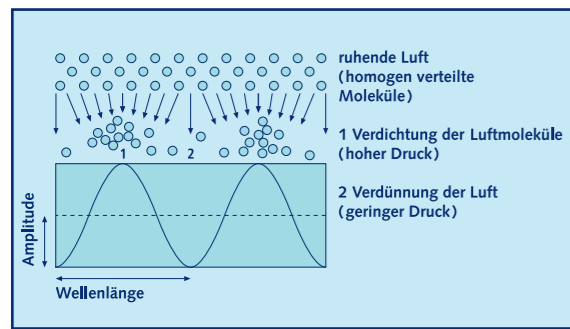 ruhende Luft
(homogen verteilte
Moleküle)
1 Verdichtung der Luftmoleküle
(hoher Druck)
1 2
2 Verdünnung der Luft
(geringer Druck)
Amplitude
Wellenlänge